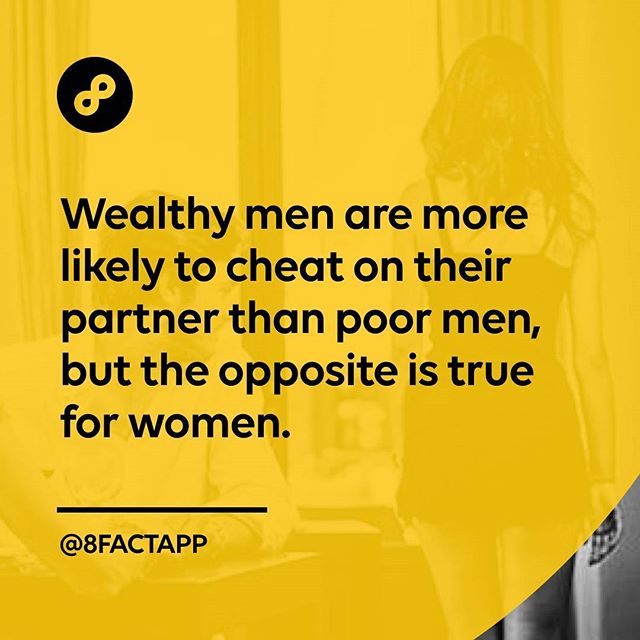 Wealthy men are more
likely to cheat on their
partner than poor men,
but the opposite is true
for women.
@8FACTAPP